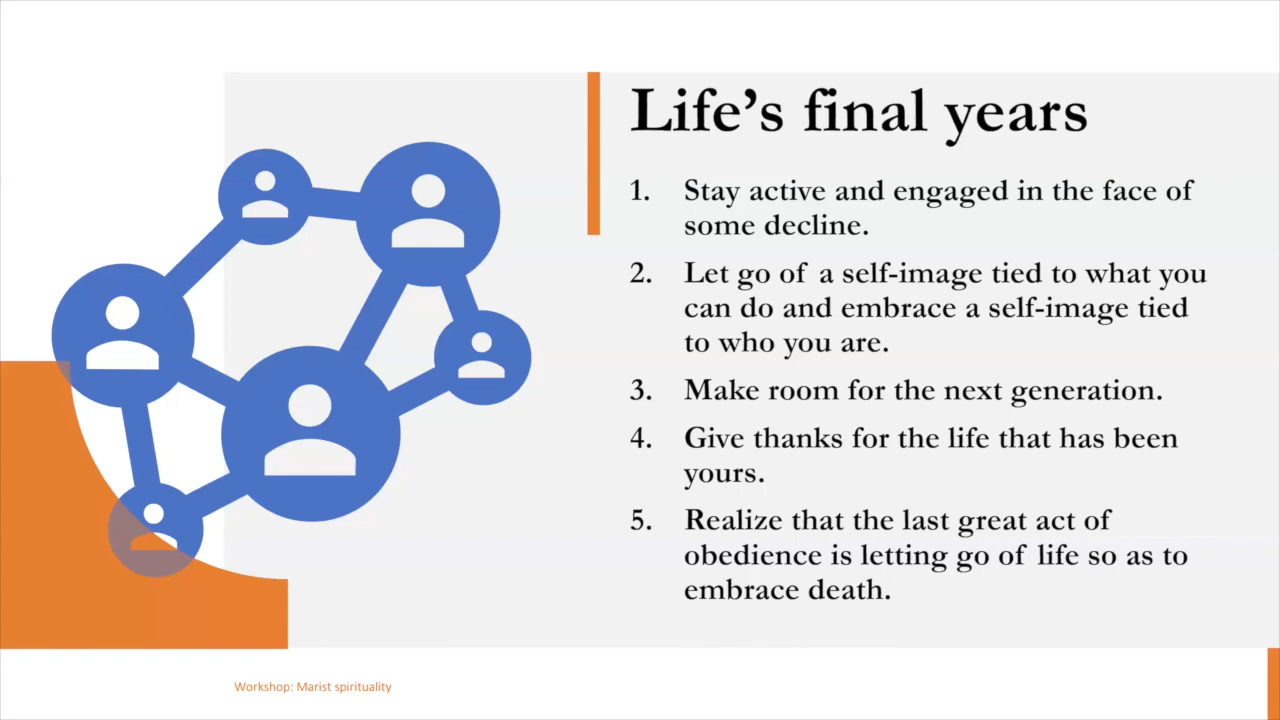 Life’s final years
1. Stay active and engaged in the face of
some decline.
2. Let go of a self-image tied to what you
can do and embrace a self-image tied
to who you are.
3. Make room for the next generation.
4. Give thanks for the life that has been
yours.
5. Realize that the last great act of
obedience is letting go of life so as to
embrace death.
Workshop: Marist spirituality